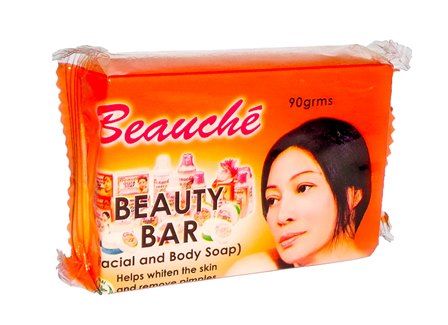 Beauché
90grms
BEAUTY
BAR
acial and Body Soap)
Helps whiten the skin
and remove pimples